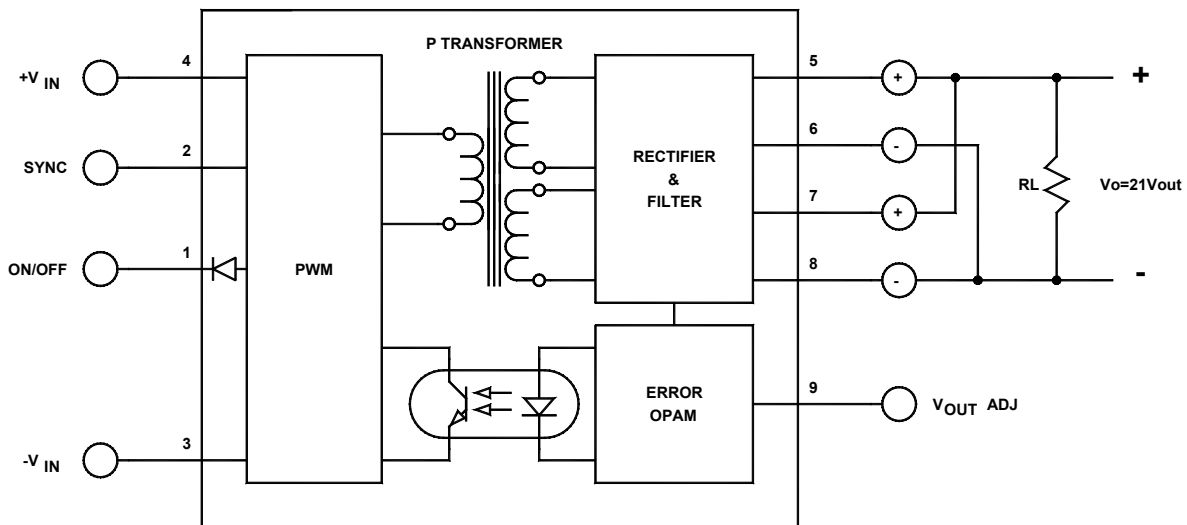 P TRANSFORMER
+V IN
4
SYNC
2
ON/OFF
1
-V IN
3
PWM
RECTIFIER
&
FILTER
ERROR
OPAM
5
+
6
-
7
+
8
-
9
VOUT ADJ
+
RL
Vo=21Vout
-